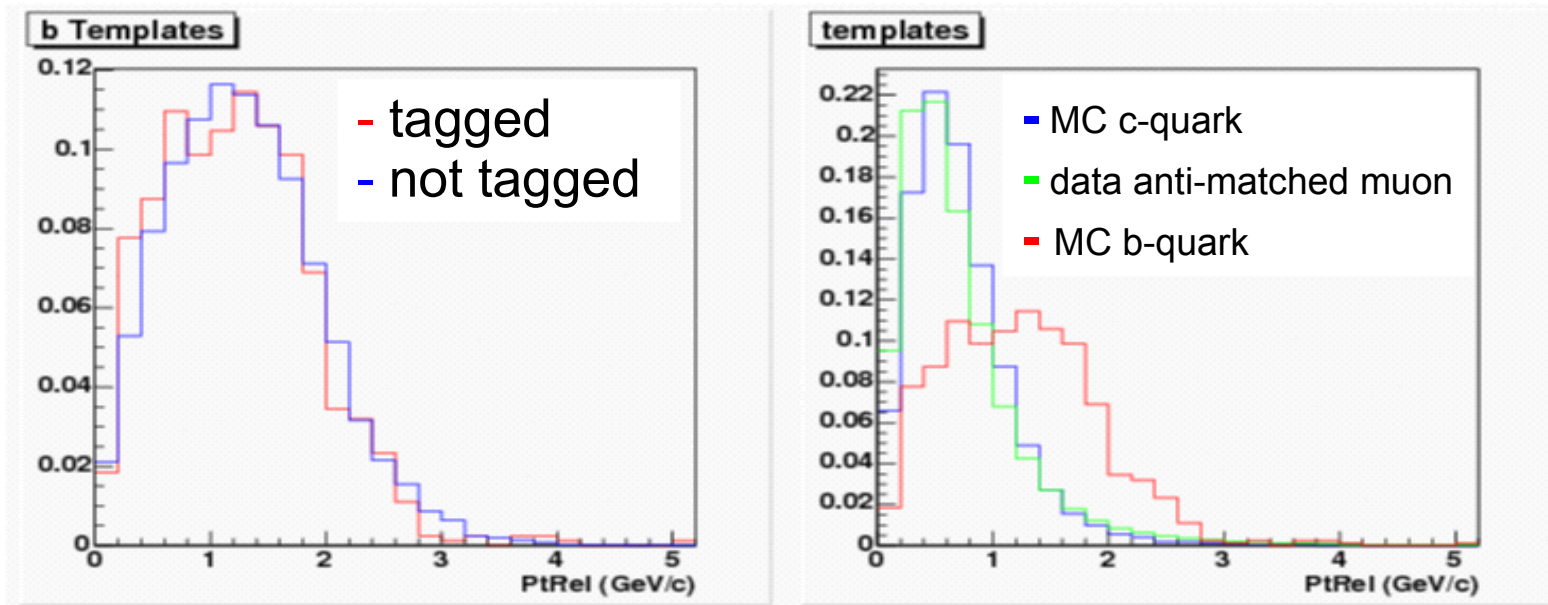 b Templates
0.12
0.1
0.08
0.06
0.04
0.02
0
- tagged
- not tagged
0 1 2 3 4 5
PtRel (GeV/c)
templates
0.22
0.2
0.18
0.16
0.14
0.12
0.1
0.08
0.06
0.04
0.02
0
MC c-quark
data anti-matched muon
MC b-quark
0 1 2 3 4 5
PtRel (GeV/c)